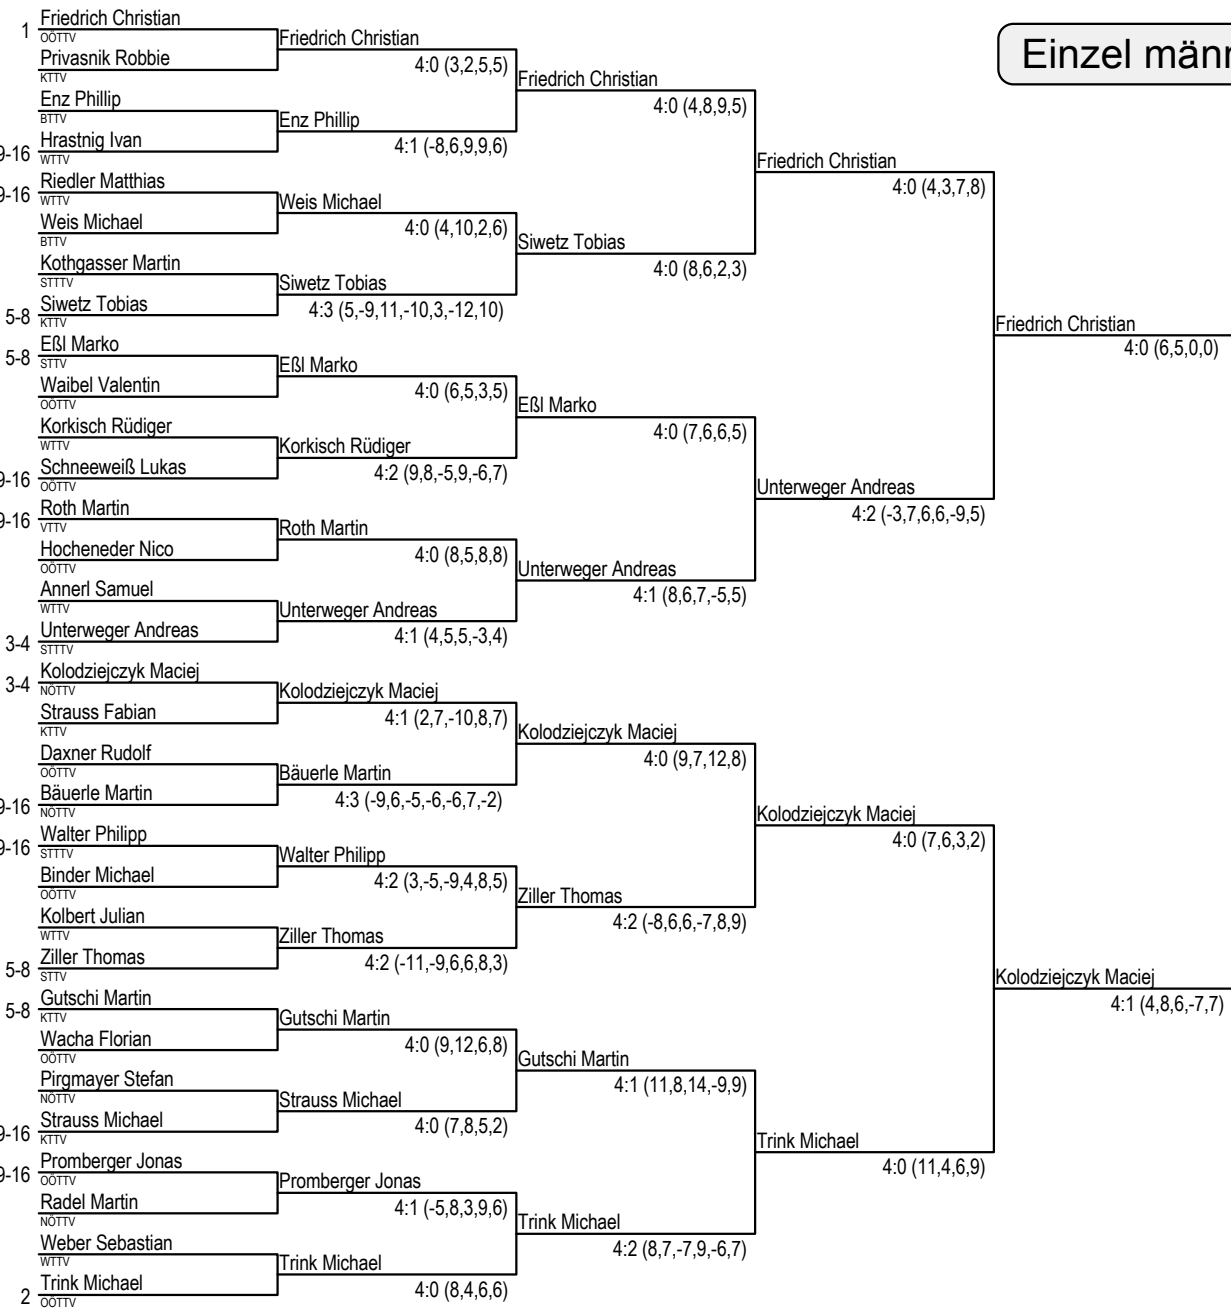 Einzel männ
Friedrich Christian
1
OÖTTV
Friedrich Christian
Privasnik Robbie
4:0 (3,2,5,5)
KTTV
Friedrich Christian
Enz Phillip
4:0 (4,8,9,5)
BTTV
Enz Phillip
Hrastnig Ivan
9-16
4:1 (-8,6,9,9,6)
WTTV
Friedrich Christian
Riedler Matthias
4:0 (4,3,7,8)
9-16
WTTV
Weis Michael
Weis Michael
4:0 (4,10,2,6)
BTTV
Siwetz Tobias
Kothgasser Martin
4:0 (8,6,2,3)
STTTV
Siwetz Tobias
Siwetz Tobias
5-8
4:3 (5,-9,11,-10,3,-12,10)
KTTV
Friedrich Christian
Eßl Marko
4:0 (6,5,0,0)
5-8
STTV
Eßl Marko
Waibel Valentin
4:0 (6,5,3,5)
OÖTTV
Eßl Marko
Korkisch Rüdiger
4:0 (7,6,6,5)
WTTV
Korkisch Rüdiger
Schneeweiß Lukas
9-16
4:2 (9,8,-5,9,-6,7)
OÖTTV
Unterweger Andreas
Roth Martin
4:2 (-3,7,6,6,-9,5)
9-16
VTTV
Roth Martin
Hocheneder Nico
4:0 (8,5,8,8)
OÖTTV
Unterweger Andreas
Annerl Samuel
4:1 (8,6,7,-5,5)
WTTV
Unterweger Andreas
Unterweger Andreas
3-4
4:1 (4,5,5,-3,4)
STTTV
Kolodziejczyk Maciej
3-4
NÖTTV
Kolodziejczyk Maciej
Strauss Fabian
4:1 (2,7,-10,8,7)
KTTV
Kolodziejczyk Maciej
Daxner Rudolf
4:0 (9,7,12,8)
OÖTTV
Bäuerle Martin
Bäuerle Martin
9-16
4:3 (-9,6,-5,-6,-6,7,-2)
NÖTTV
Kolodziejczyk Maciej
Walter Philipp
4:0 (7,6,3,2)
9-16
STTTV
Walter Philipp
Binder Michael
4:2 (3,-5,-9,4,8,5)
OÖTTV
Ziller Thomas
Kolbert Julian
4:2 (-8,6,6,-7,8,9)
WTTV
Ziller Thomas
Ziller Thomas
5-8
4:2 (-11,-9,6,6,8,3)
STTV
Kolodziejczyk Maciej
Gutschi Martin
4:1 (4,8,6,-7,7)
5-8
KTTV
Gutschi Martin
Wacha Florian
4:0 (9,12,6,8)
OÖTTV
Gutschi Martin
Pirgmayer Stefan
4:1 (11,8,14,-9,9)
NÖTTV
Strauss Michael
Strauss Michael
9-16
4:0 (7,8,5,2)
KTTV
Trink Michael
Promberger Jonas
4:0 (11,4,6,9)
9-16
OÖTTV
Promberger Jonas
Radel Martin
4:1 (-5,8,3,9,6)
NÖTTV
Trink Michael
Weber Sebastian
4:2 (8,7,-7,9,-6,7)
WTTV
Trink Michael
Trink Michael
2
4:0 (8,4,6,6)
OÖTTV